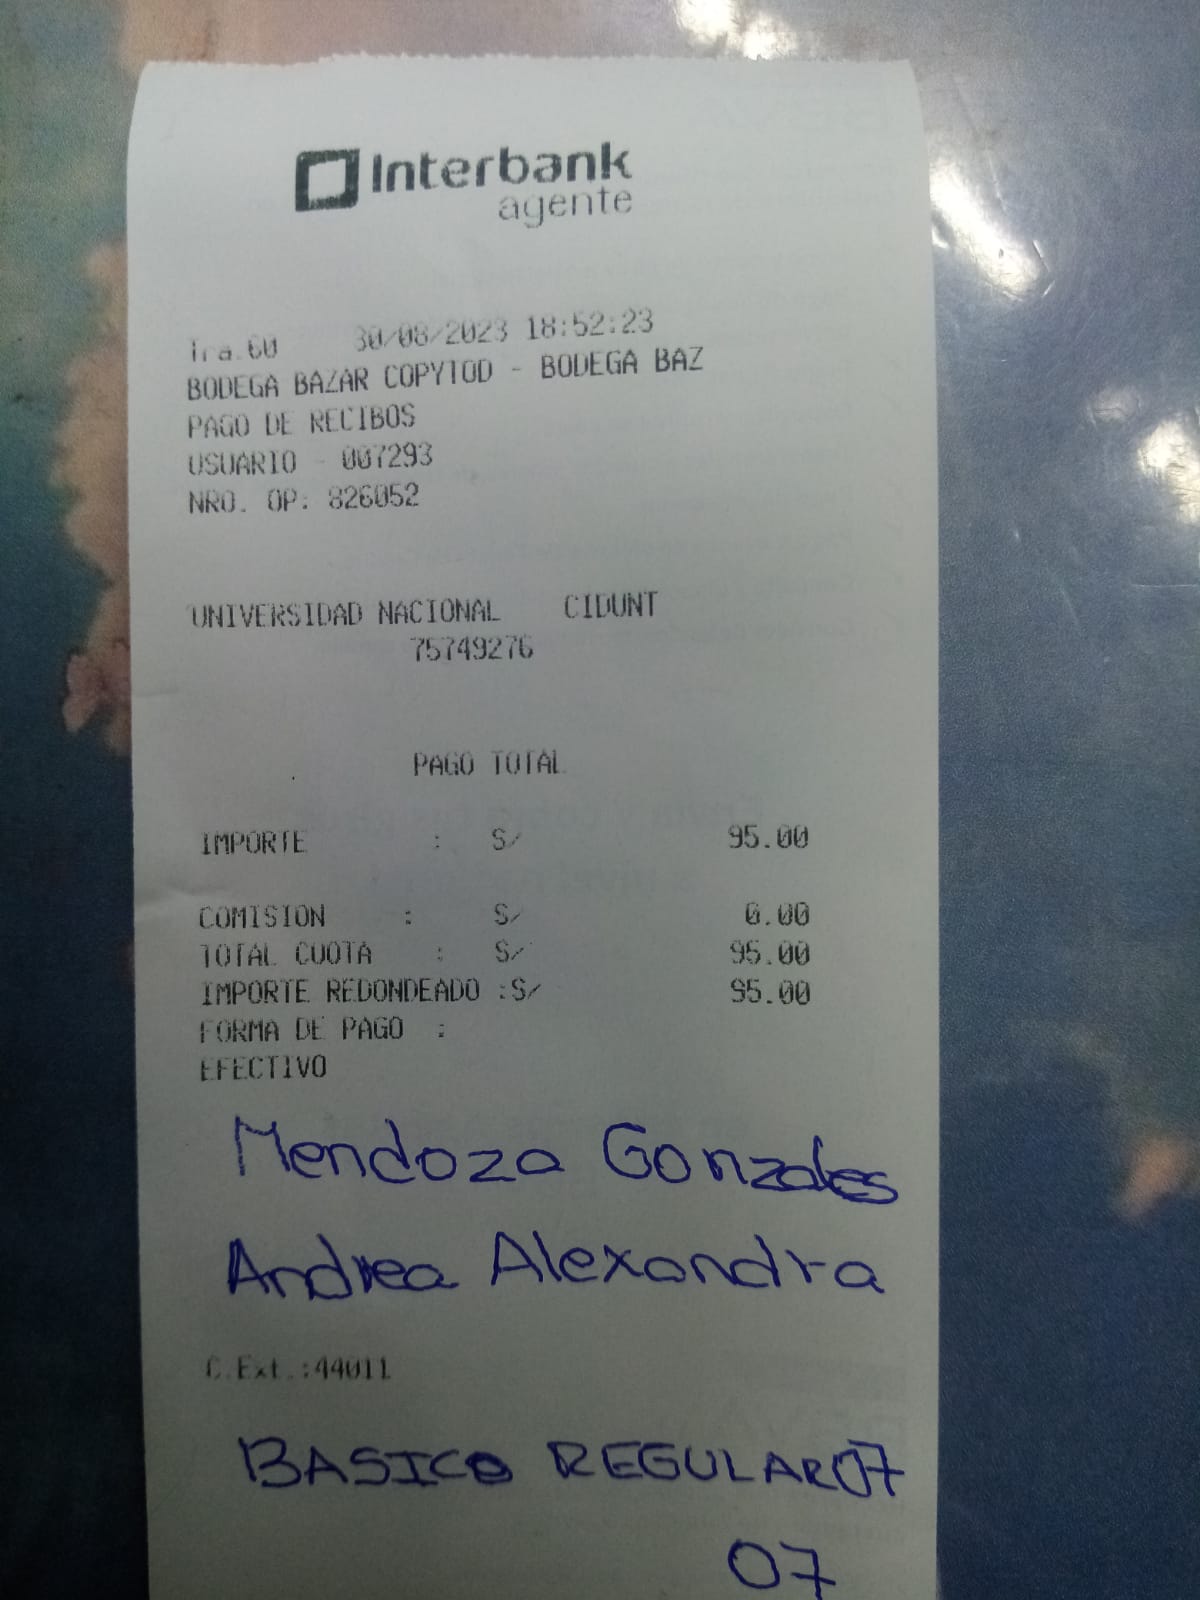 Interbank
agente
Tra.60 30/08/2023 18:52:23
BODEGA BAZAR COPYTOD - BODEGA BAZ
PAGO DE RECIBOS
USUARIO - 007293
NRO. OP: 826052
UNIVERSIDAD NACIONAL CIDUNT
75749276
PAGO TOTAL
IMPORTE : S/ 95.00
COMISION : S/ 0.00
TOTAL CUOTA : S/ 95.00
IMPORTE REDONDEADO :S/ 95.00
FORMA DE PAGO :
EFECTIVO
Mendoza Gonzales
Andrea Alexandra
C.Ext.:44011
BASICO REGULAR07
07